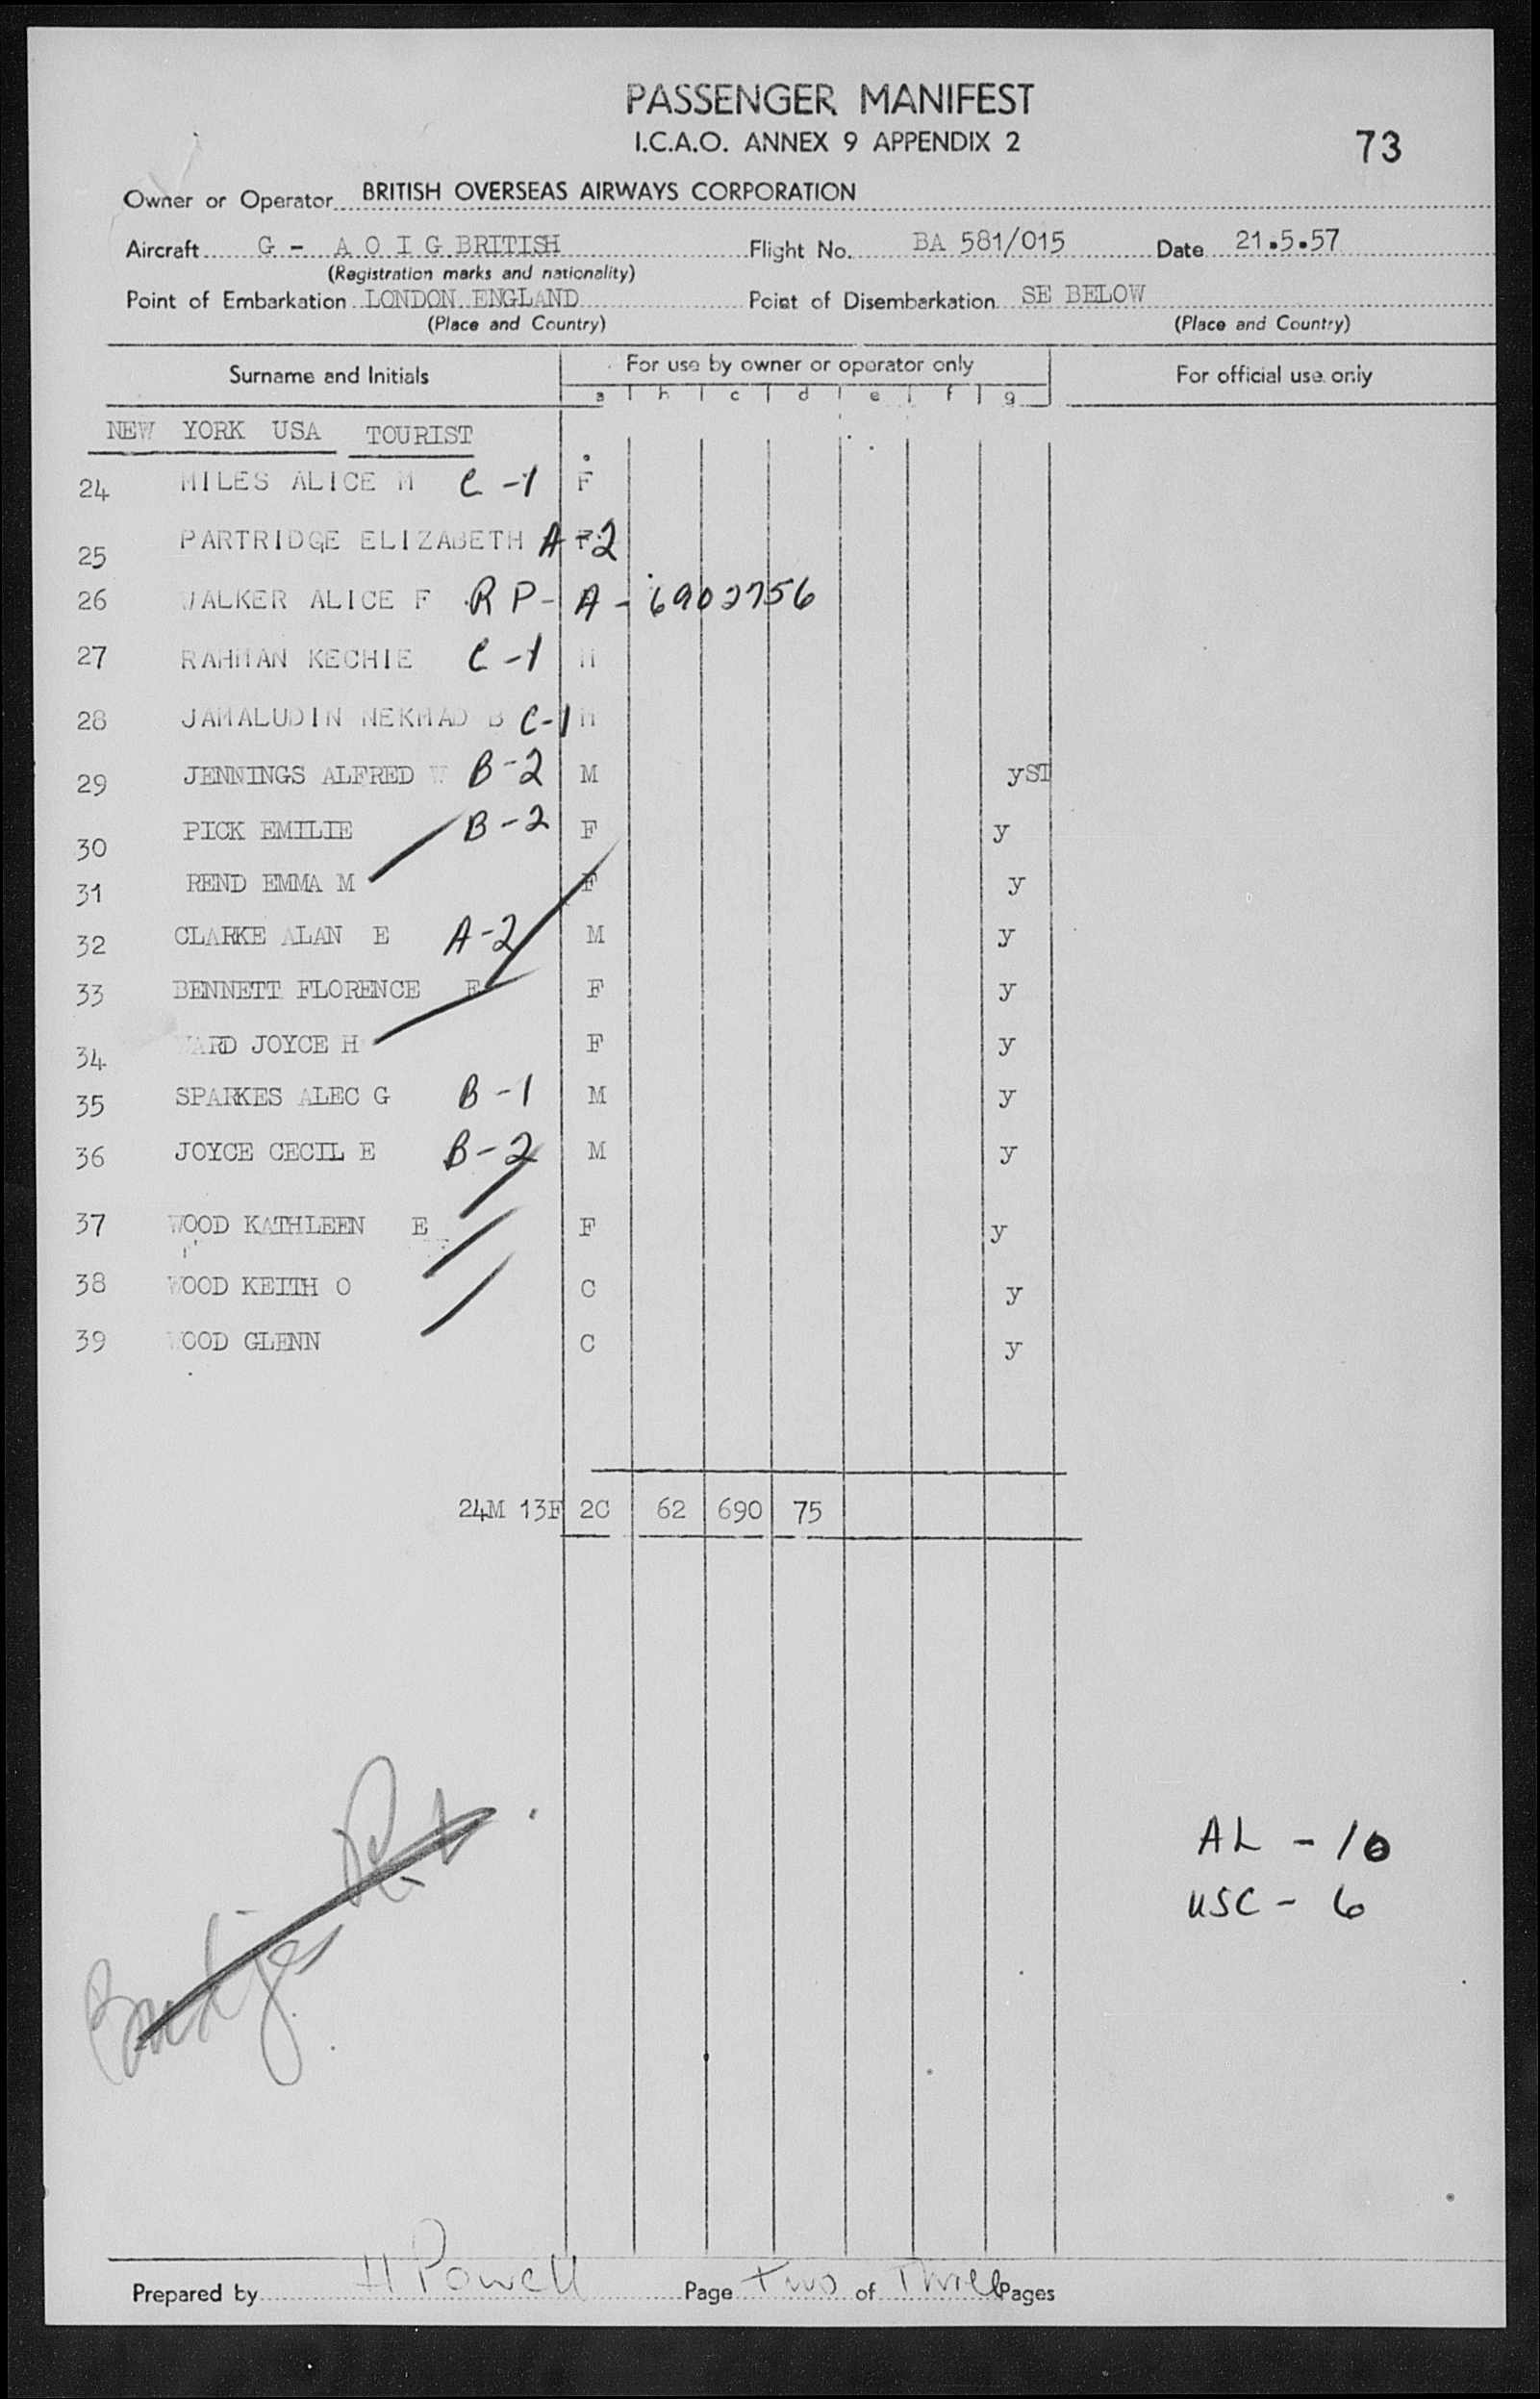 PASSENGER MANIFEST
I.C.A.O. ANNEX 9 APPENDIX 2
73
Owner or Operator BRITISH OVERSEAS AIRWAYS CORPORATION
Aircraft G - A O I G BRITISH Flight No. BA 581/015 Date 21.5.57
(Registration marks and nationality)
Point of Embarkation LONDON ENGLAND Point of Disembarkation SE BELOW
(Place and Country) (Place and Country)
Surname and Initials For use by owner or operator only For official use only
a b c d e f g
NEW YORK USA TOURIST
24 MILES ALICE M C-1 F
25 PARTRIDGE ELIZABETH A-2 F
26 WALKER ALICE F RP-A-6902756
27 RAHMAN KECHIE C-1 M
28 JAMALUDIN NEKMAD B C-1 M
29 JENNINGS ALFRED W B-2 M yST
30 PICK EMILIE B-2 F y
31 REND EMMA M F y
32 CLARKE ALAN E A-2 M y
33 BENNETT FLORENCE E F y
34 WARD JOYCE H F y
35 SPARKES ALEC G B-1 M y
36 JOYCE CECIL E B-2 M y
37 WOOD KATHLEEN E F y
38 WOOD KEITH O C y
39 WOOD GLENN C y
24M 13F 2C 62 690 75
AL - 10
USC - 6
Prepared by H Powell Page Two of Three Pages